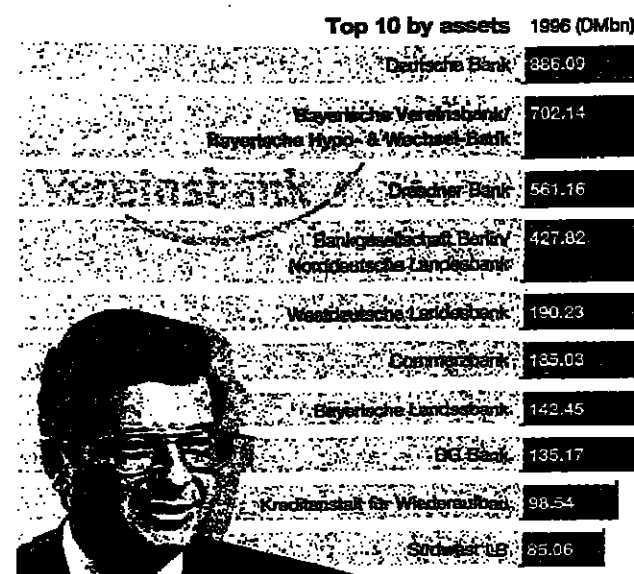 Top 10 by assets 1996 (DMbn)
Deutsche Bank 886.09
Bayerische Vereinsbank/ 702.14
Bayerische Hypo- & Wechsel-Bank
Dresdner Bank 561.16
Bankgesellschaft Berlin/ 427.82
Norddeutsche Landesbank
Westdeutsche Landesbank 190.23
Commerzbank 185.03
Bayerische Landesbank 142.45
DG Bank 135.17
Kreditanstalt für Wiederaufbau 98.54
Südwest LB 85.06